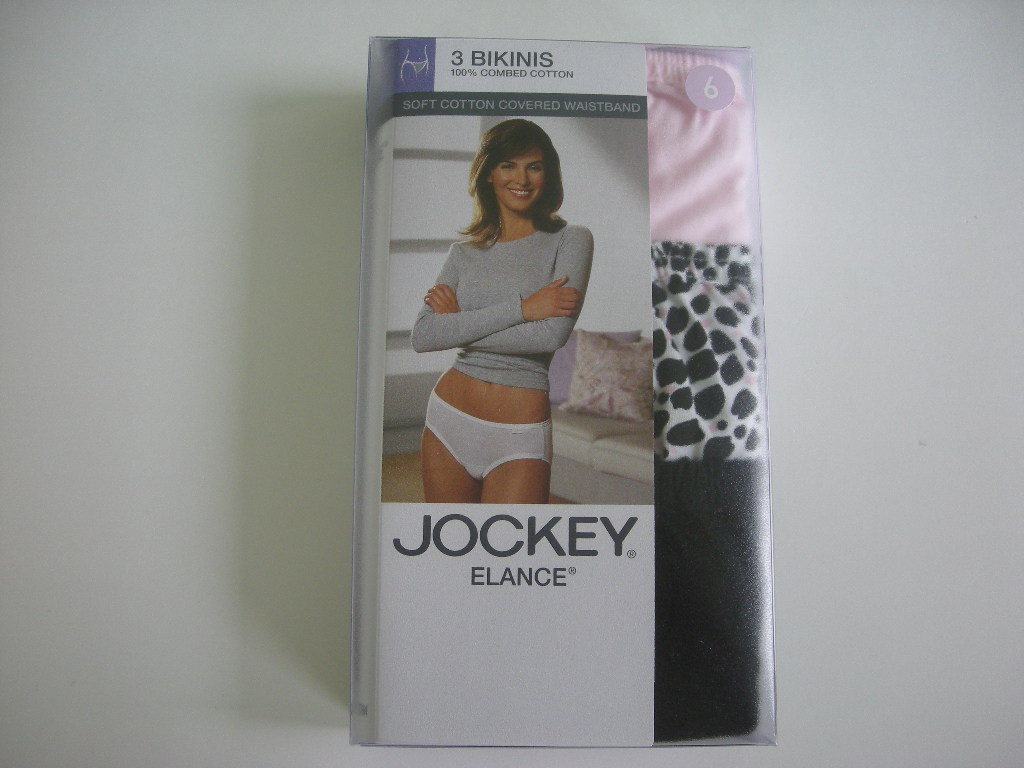 3 BIKINIS
100% COMBED COTTON
6
SOFT COTTON COVERED WAISTBAND
JOCKEY®
ELANCE®